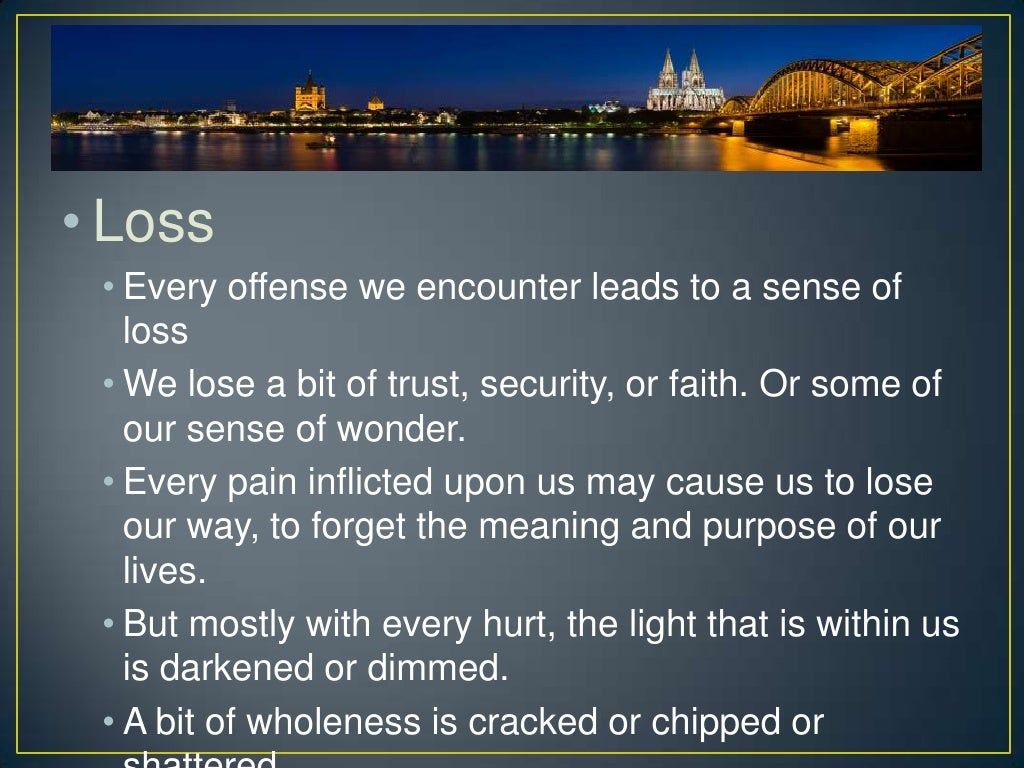 • Loss
• Every offense we encounter leads to a sense of
loss
• We lose a bit of trust, security, or faith. Or some of
our sense of wonder.
• Every pain inflicted upon us may cause us to lose
our way, to forget the meaning and purpose of our
lives.
• But mostly with every hurt, the light that is within us
is darkened or dimmed.
• A bit of wholeness is cracked or chipped or
shattered